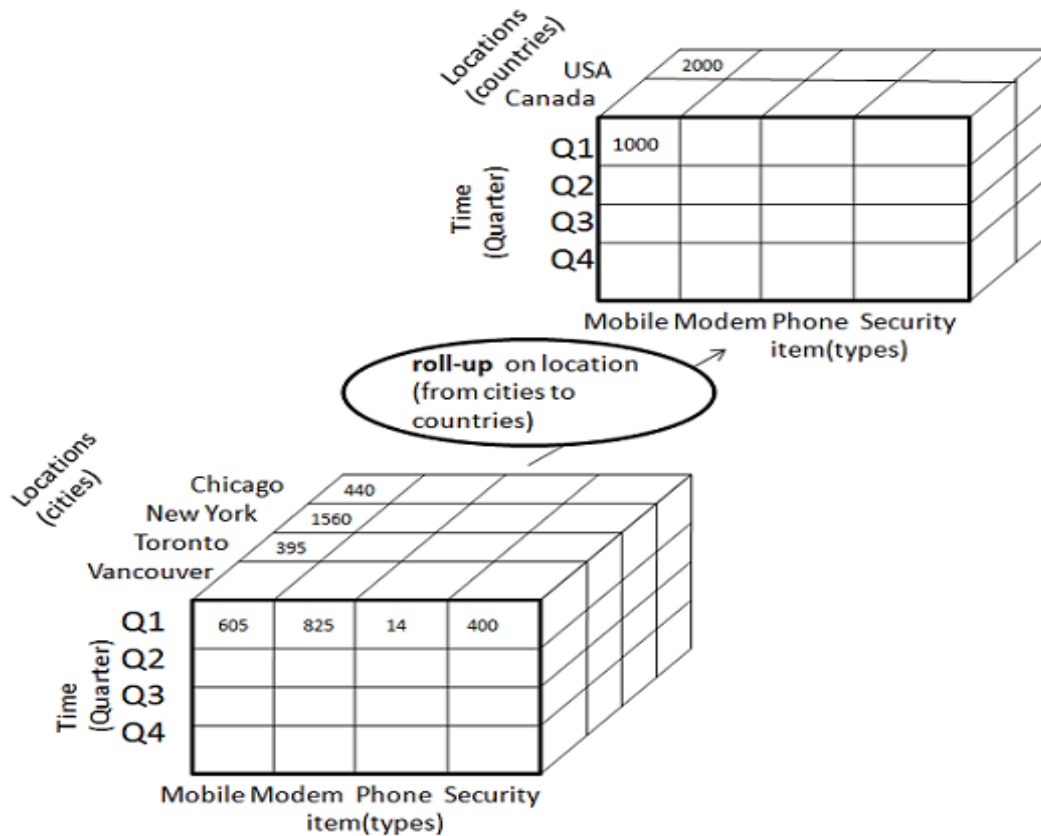 Locations
(countries)
USA
Canada
2000
Time
(Quarter)
Q1
Q2
Q3
Q4
1000
Mobile Modem Phone Security
item(types)
roll-up on location
(from cities to
countries)
Locations
(cities)
Chicago
New York
Toronto
Vancouver
440
1560
395
Time
(Quarter)
Q1
Q2
Q3
Q4
605 825 14 400
Mobile Modem Phone Security
item(types)